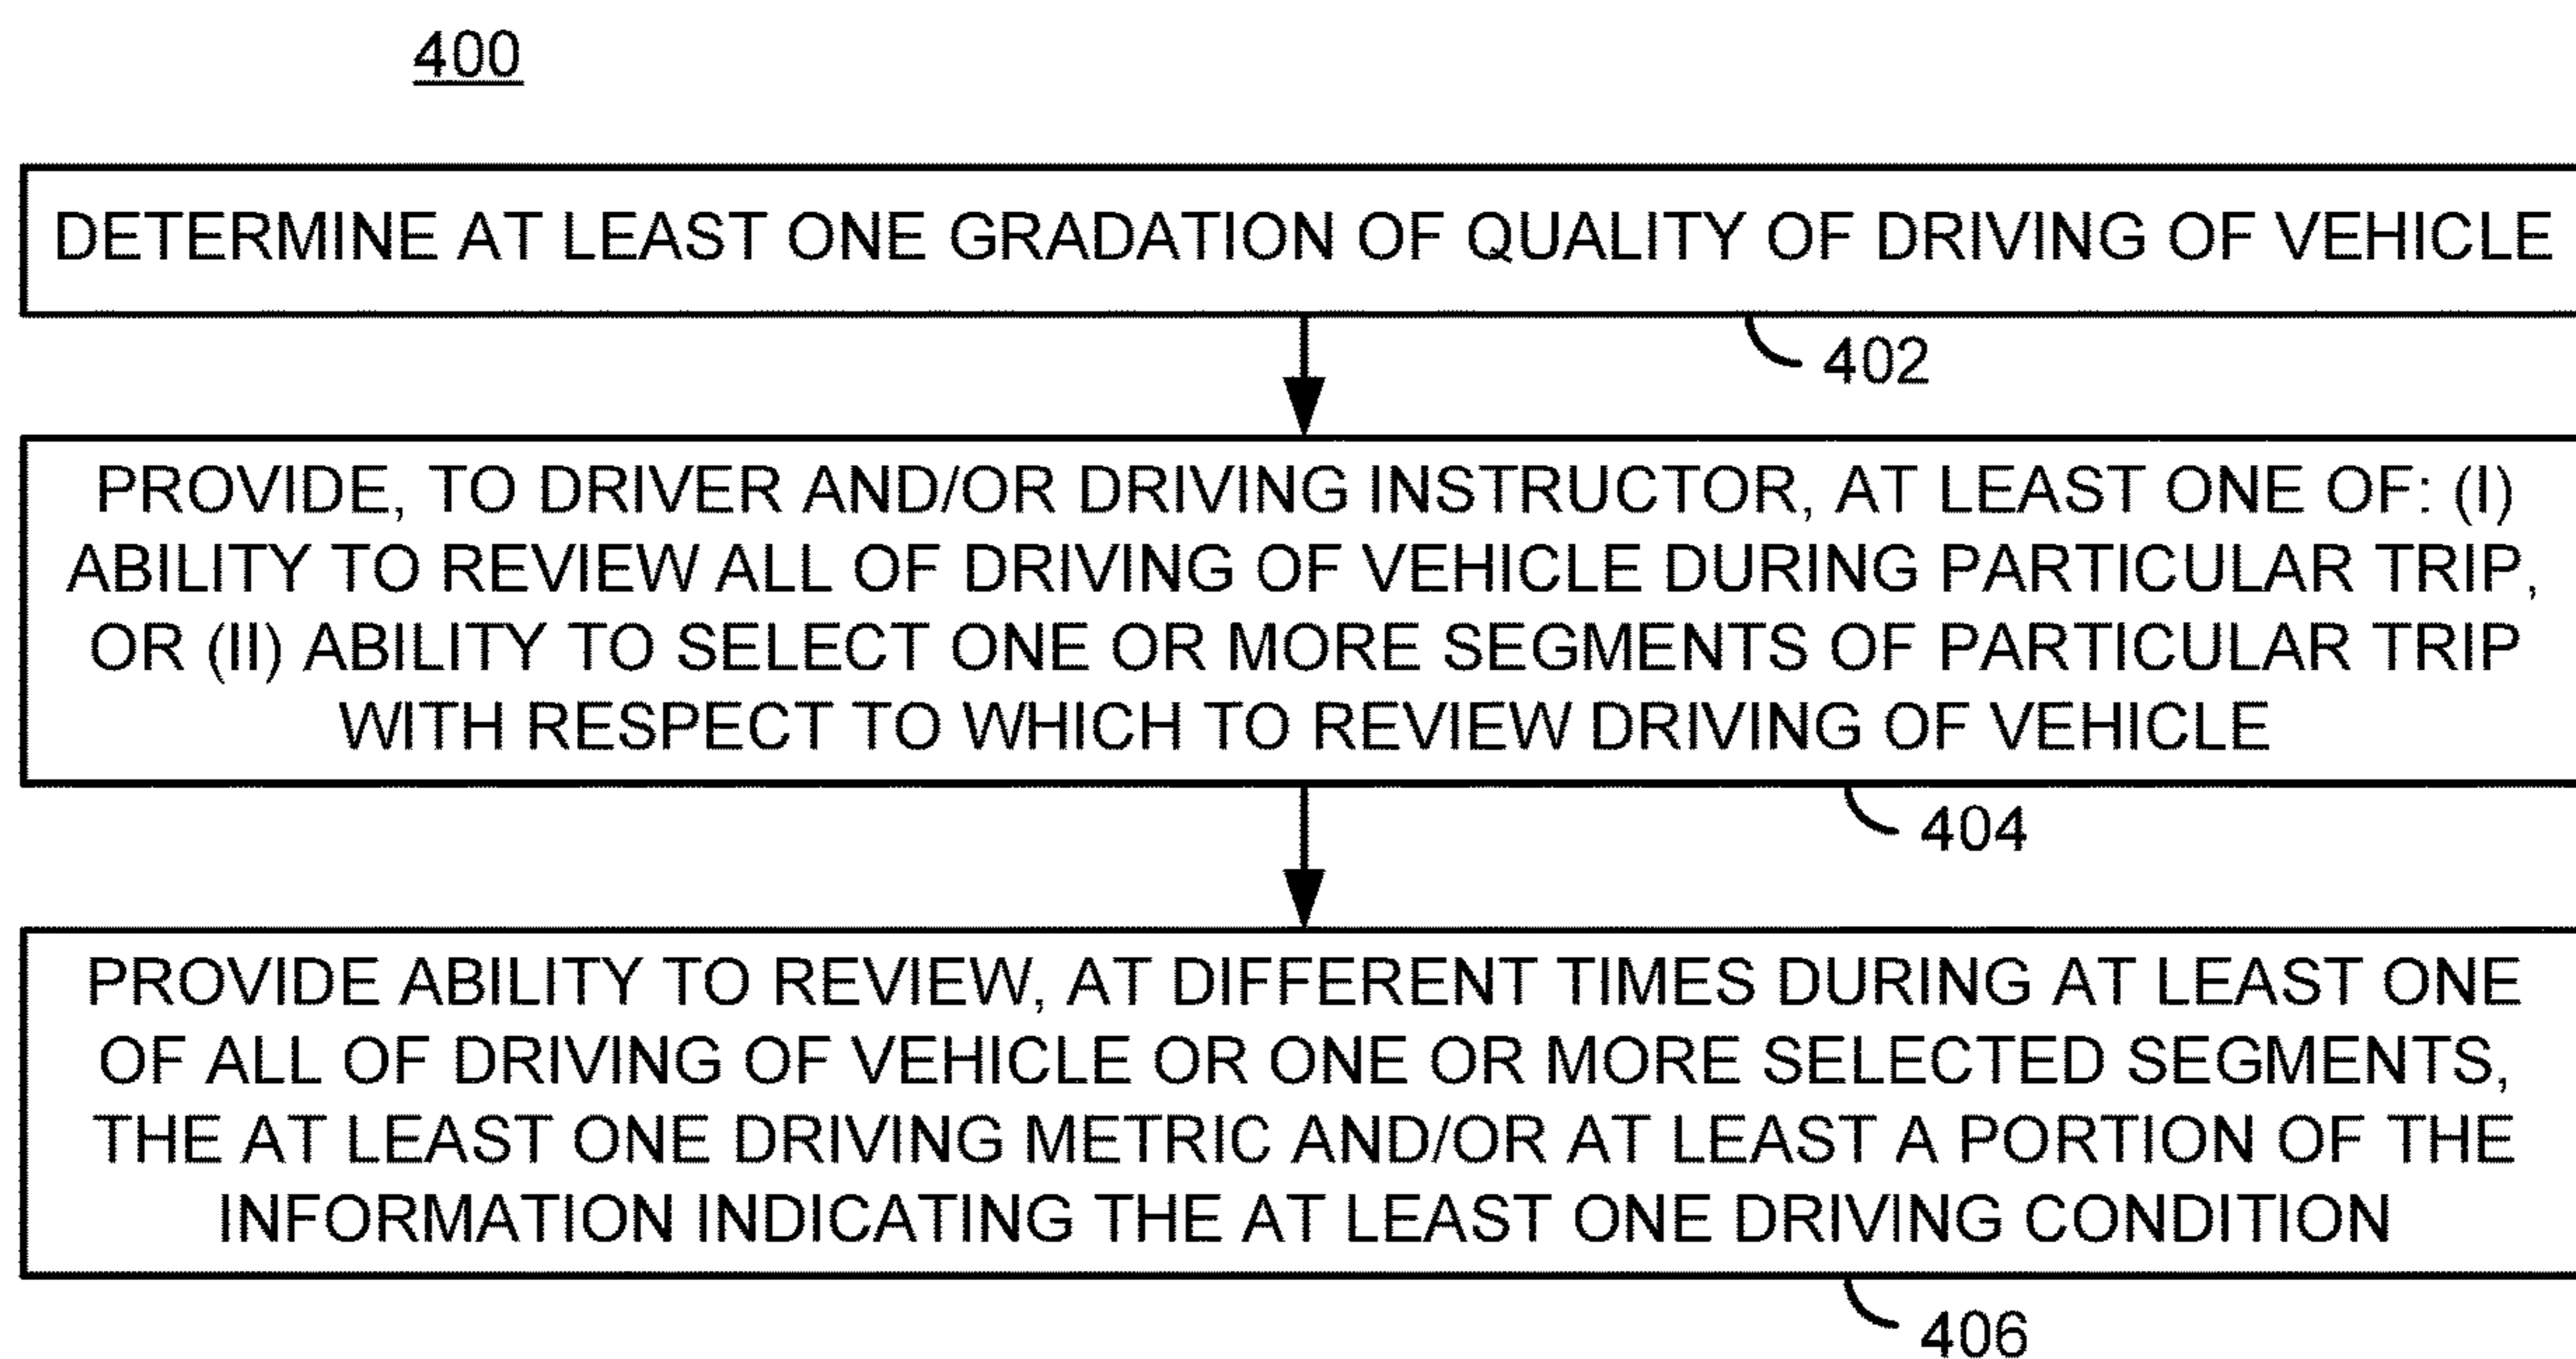 400
DETERMINE AT LEAST ONE GRADATION OF QUALITY OF DRIVING OF VEHICLE
402
PROVIDE, TO DRIVER AND/OR DRIVING INSTRUCTOR, AT LEAST ONE OF: (I)
ABILITY TO REVIEW ALL OF DRIVING OF VEHICLE DURING PARTICULAR TRIP,
OR (II) ABILITY TO SELECT ONE OR MORE SEGMENTS OF PARTICULAR TRIP
WITH RESPECT TO WHICH TO REVIEW DRIVING OF VEHICLE
404
PROVIDE ABILITY TO REVIEW, AT DIFFERENT TIMES DURING AT LEAST ONE
OF ALL OF DRIVING OF VEHICLE OR ONE OR MORE SELECTED SEGMENTS,
THE AT LEAST ONE DRIVING METRIC AND/OR AT LEAST A PORTION OF THE
INFORMATION INDICATING THE AT LEAST ONE DRIVING CONDITION
406